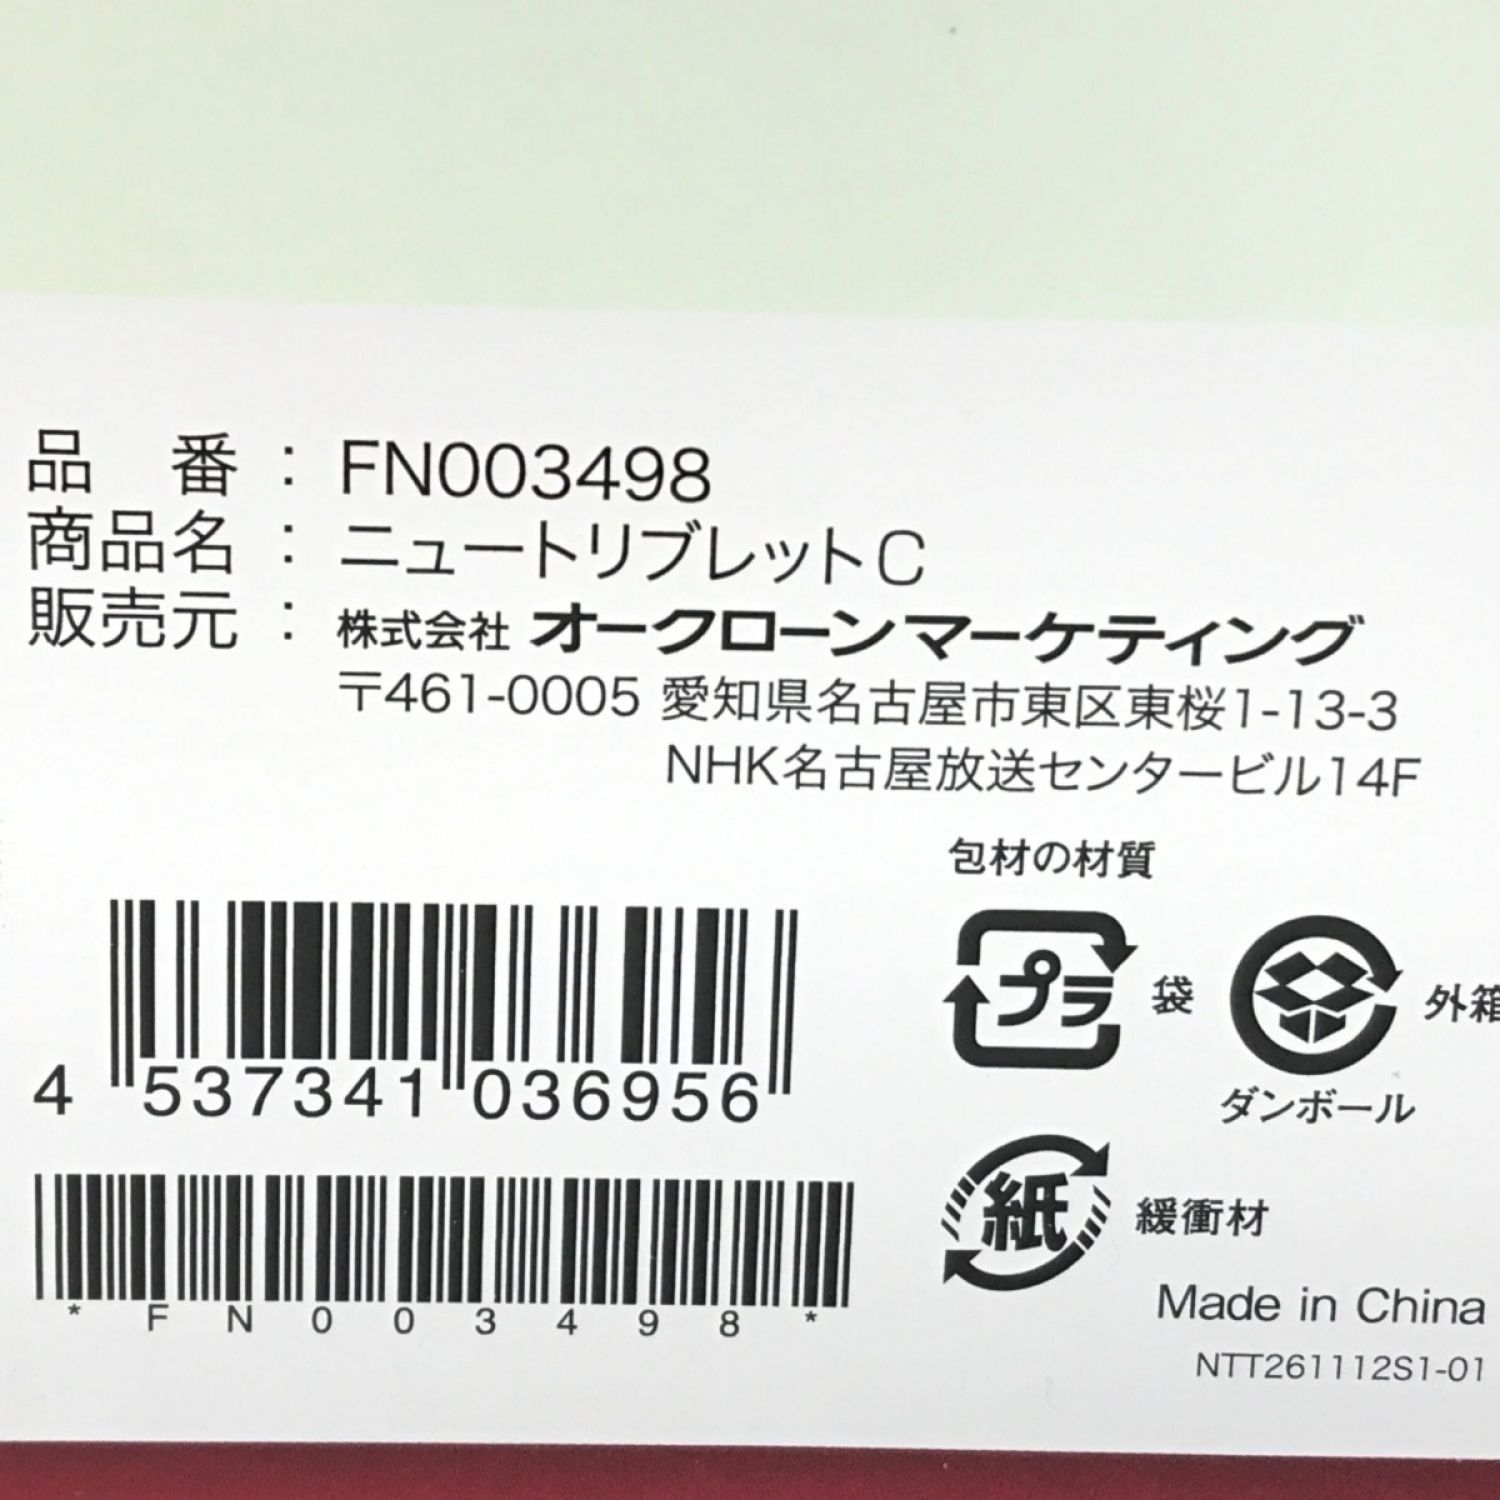 品　番 : FN003498
商品名 : ニュートリブレットC
販売元 : 株式会社 オークローンマーケティング
〒461-0005 愛知県名古屋市東区東桜1-13-3
NHK名古屋放送センタービル14F
包材の材質
プラ 袋
外箱
ダンボール
4 537341 036956
紙 緩衝材
*FN003498*
Made in China
NTT261112S1-01